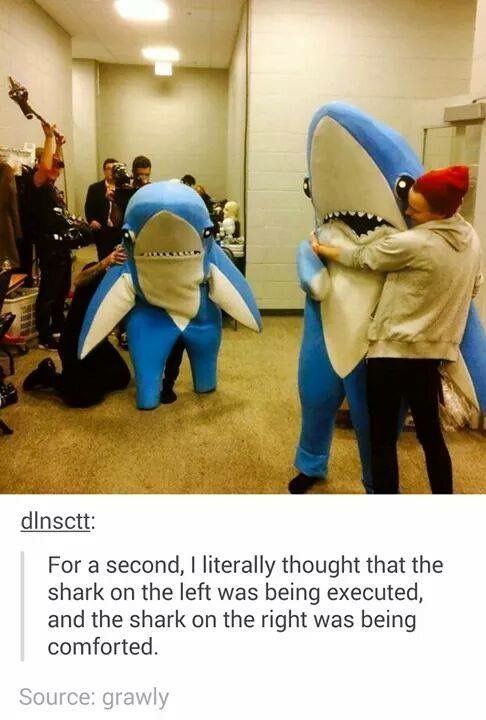 dlnsctt:
For a second, I literally thought that the
shark on the left was being executed,
and the shark on the right was being
comforted.
Source: grawly